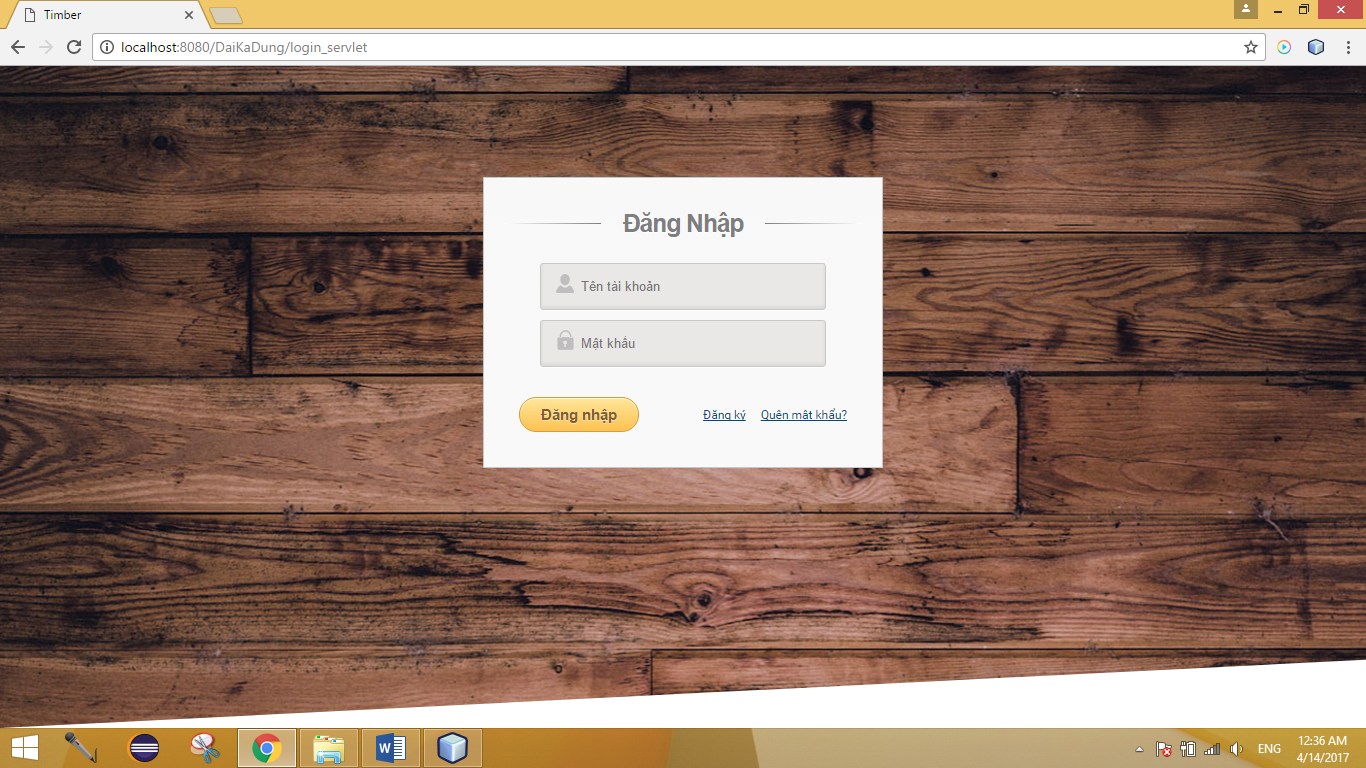 Timber
localhost:8080/DaiKaDung/login_servlet
Đăng Nhập
Tên tài khoản
Mật khẩu
Đăng nhập Đăng ký Quên mật khẩu?
ENG
12:36 AM
4/14/2017